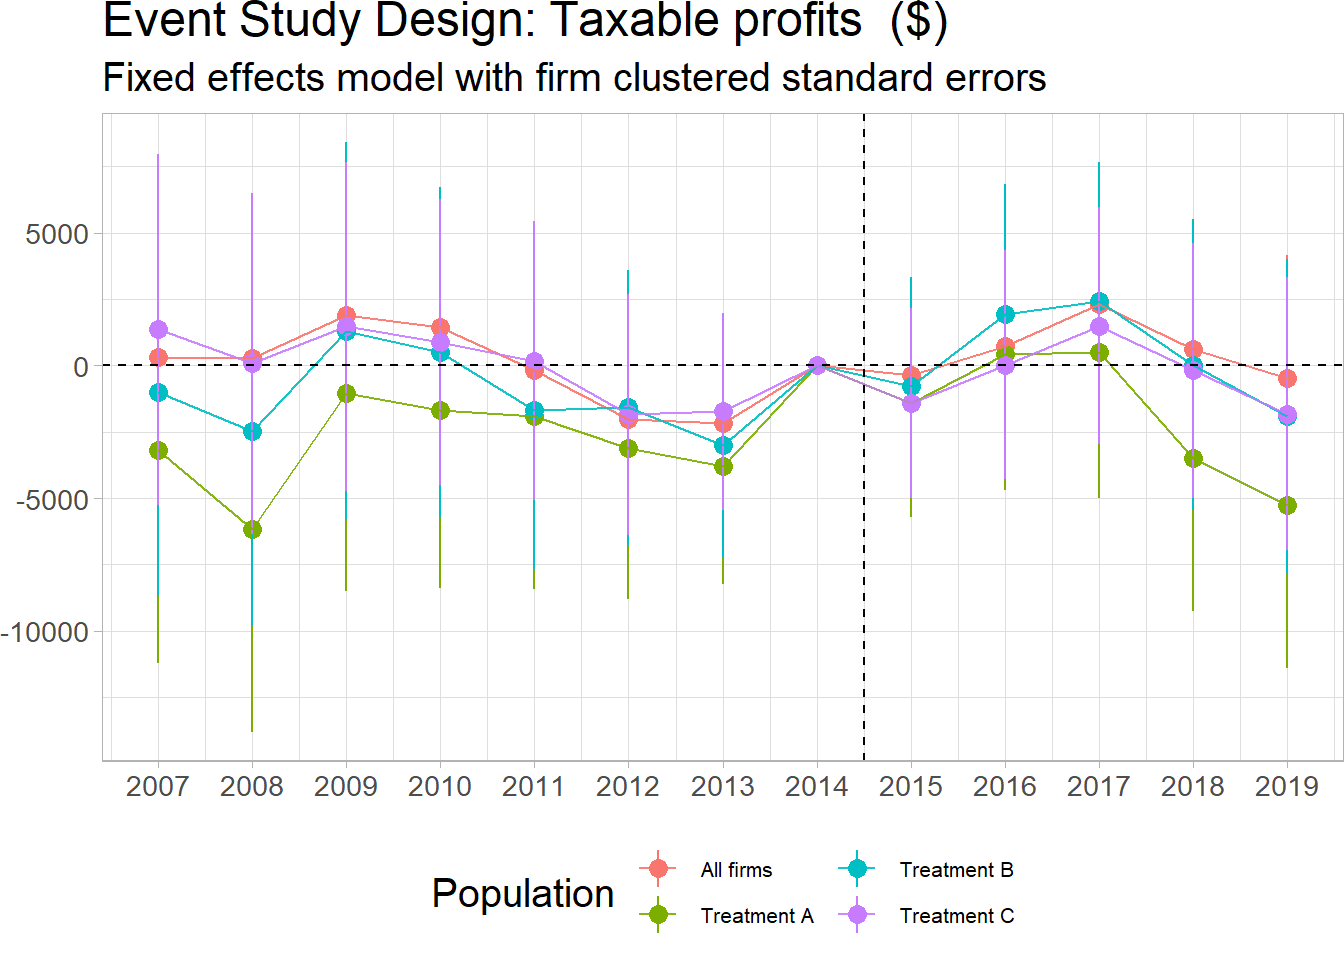 Event Study Design: Taxable profits  ($)
Fixed effects model with firm clustered standard errors
5000
0
-5000
-10000
2007 2008 2009 2010 2011 2012 2013 2014 2015 2016 2017 2018 2019
Population
All firms
Treatment A
Treatment B
Treatment C